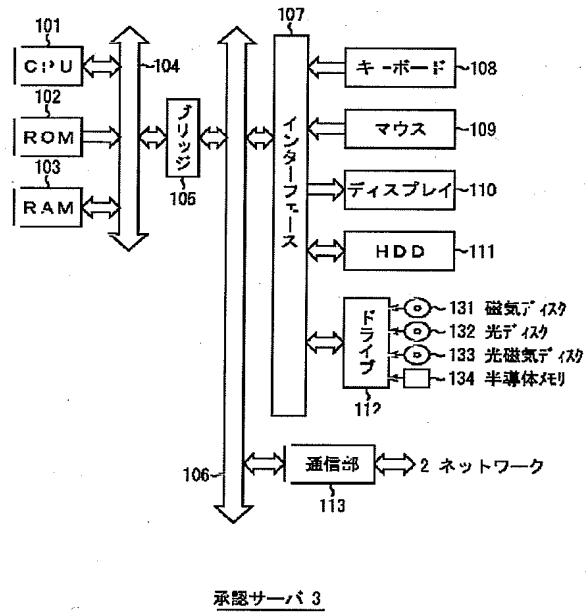 101
CPU
102
ROM
103
RAM
104
ブリッジ
105
106
107
インターフェース
キーボード 108
マウス 109
ディスプレイ 110
HDD 111
ドライブ
112
131 磁気ディスク
132 光ディスク
133 光磁気ディスク
134 半導体メモリ
通信部
113
2 ネットワーク
承認サーバ 3